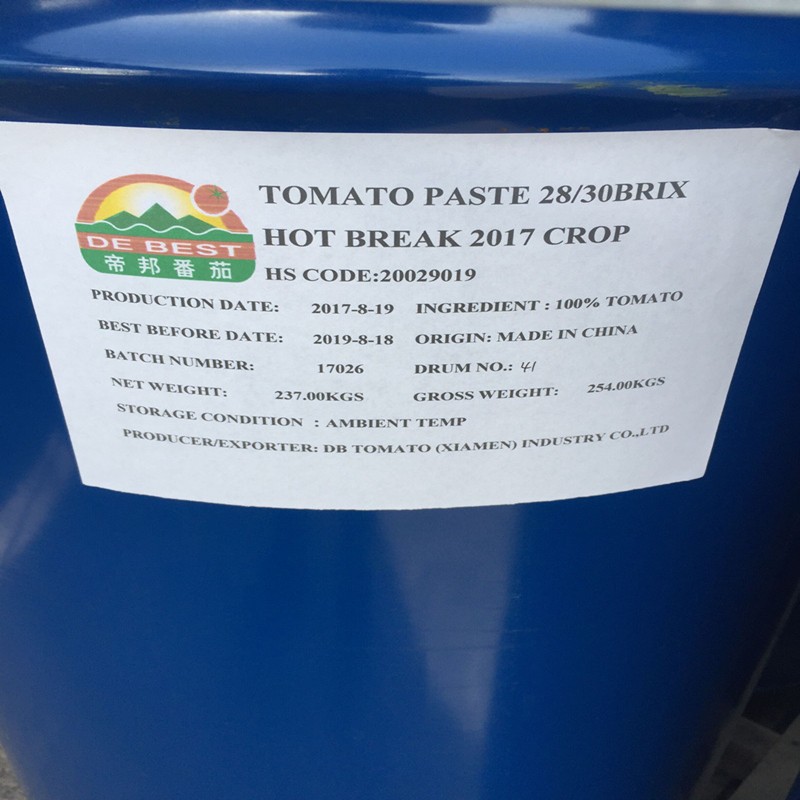 DE BEST
帝邦番茄
TOMATO PASTE 28/30BRIX
HOT BREAK 2017 CROP
HS CODE:20029019
PRODUCTION DATE: 2017-8-19 INGREDIENT : 100% TOMATO
BEST BEFORE DATE: 2019-8-18 ORIGIN: MADE IN CHINA
BATCH NUMBER: 17026 DRUM NO.: 41
NET WEIGHT: 237.00KGS GROSS WEIGHT: 254.00KGS
STORAGE CONDITION : AMBIENT TEMP
PRODUCER/EXPORTER: DB TOMATO (XIAMEN) INDUSTRY CO.,LTD